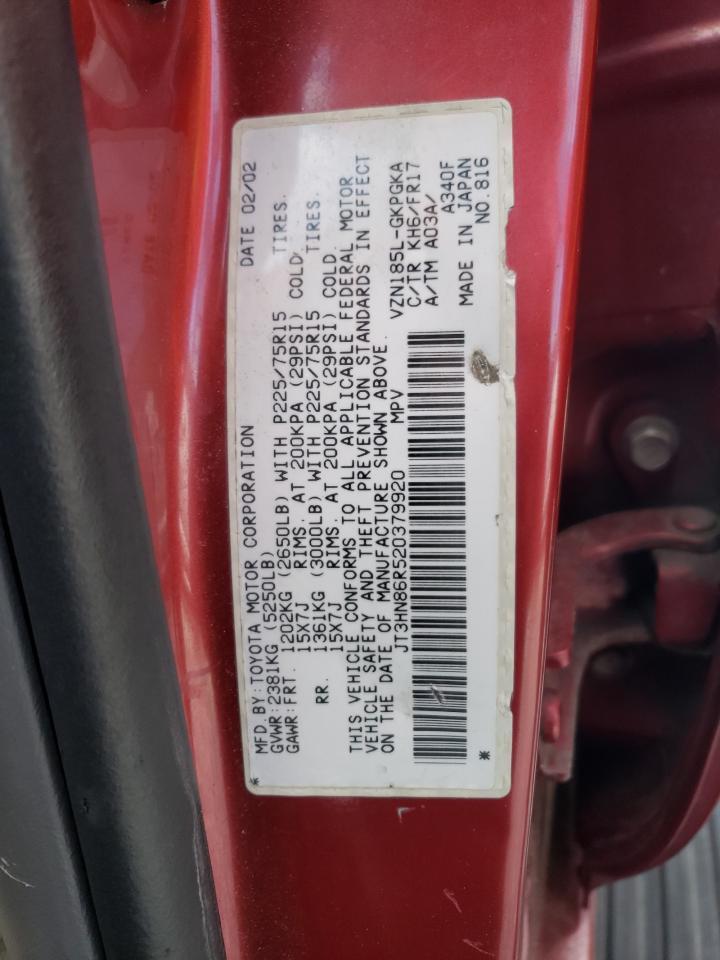 * MFD.BY:TOYOTA MOTOR CORPORATION DATE 02/02
GVWR:2381KG (5250LB)
GAWR:FRT. 1202KG (2650LB) WITH P225/75R15 TIRES.
15X7J RIMS. AT 200KPA (29PSI) COLD.
RR. 1361KG (3000LB) WITH P225/75R15 TIRES.
15X7J RIMS. AT 200KPA (29PSI) COLD.
THIS VEHICLE CONFORMS TO ALL APPLICABLE FEDERAL MOTOR
VEHICLE SAFETY AND THEFT PREVENTION STANDARDS IN EFFECT
ON THE DATE OF MANUFACTURE SHOWN ABOVE.
JT3HN86R520379920 MPV VZN185L-GKPGKA
C/TR KH6/FR17
A/TM A03A/
A340F
MADE IN JAPAN
* NO.816